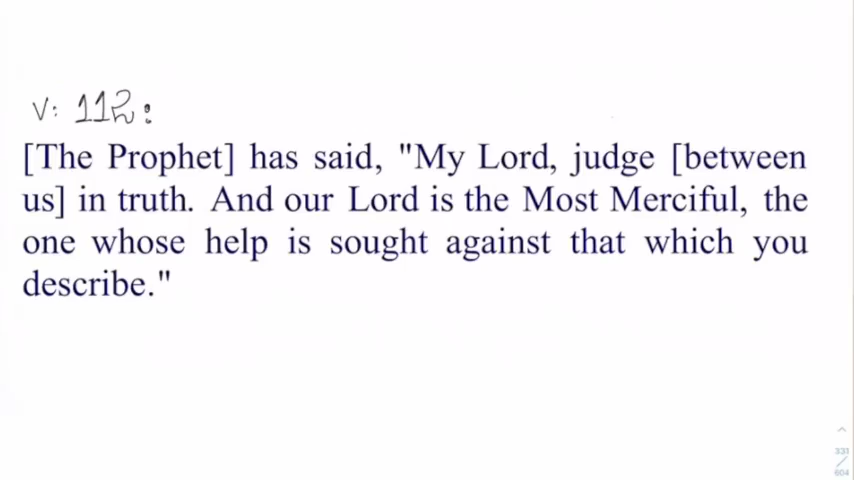 V: 112:
[The Prophet] has said, "My Lord, judge [between
us] in truth. And our Lord is the Most Merciful, the
one whose help is sought against that which you
describe."
331
/
604